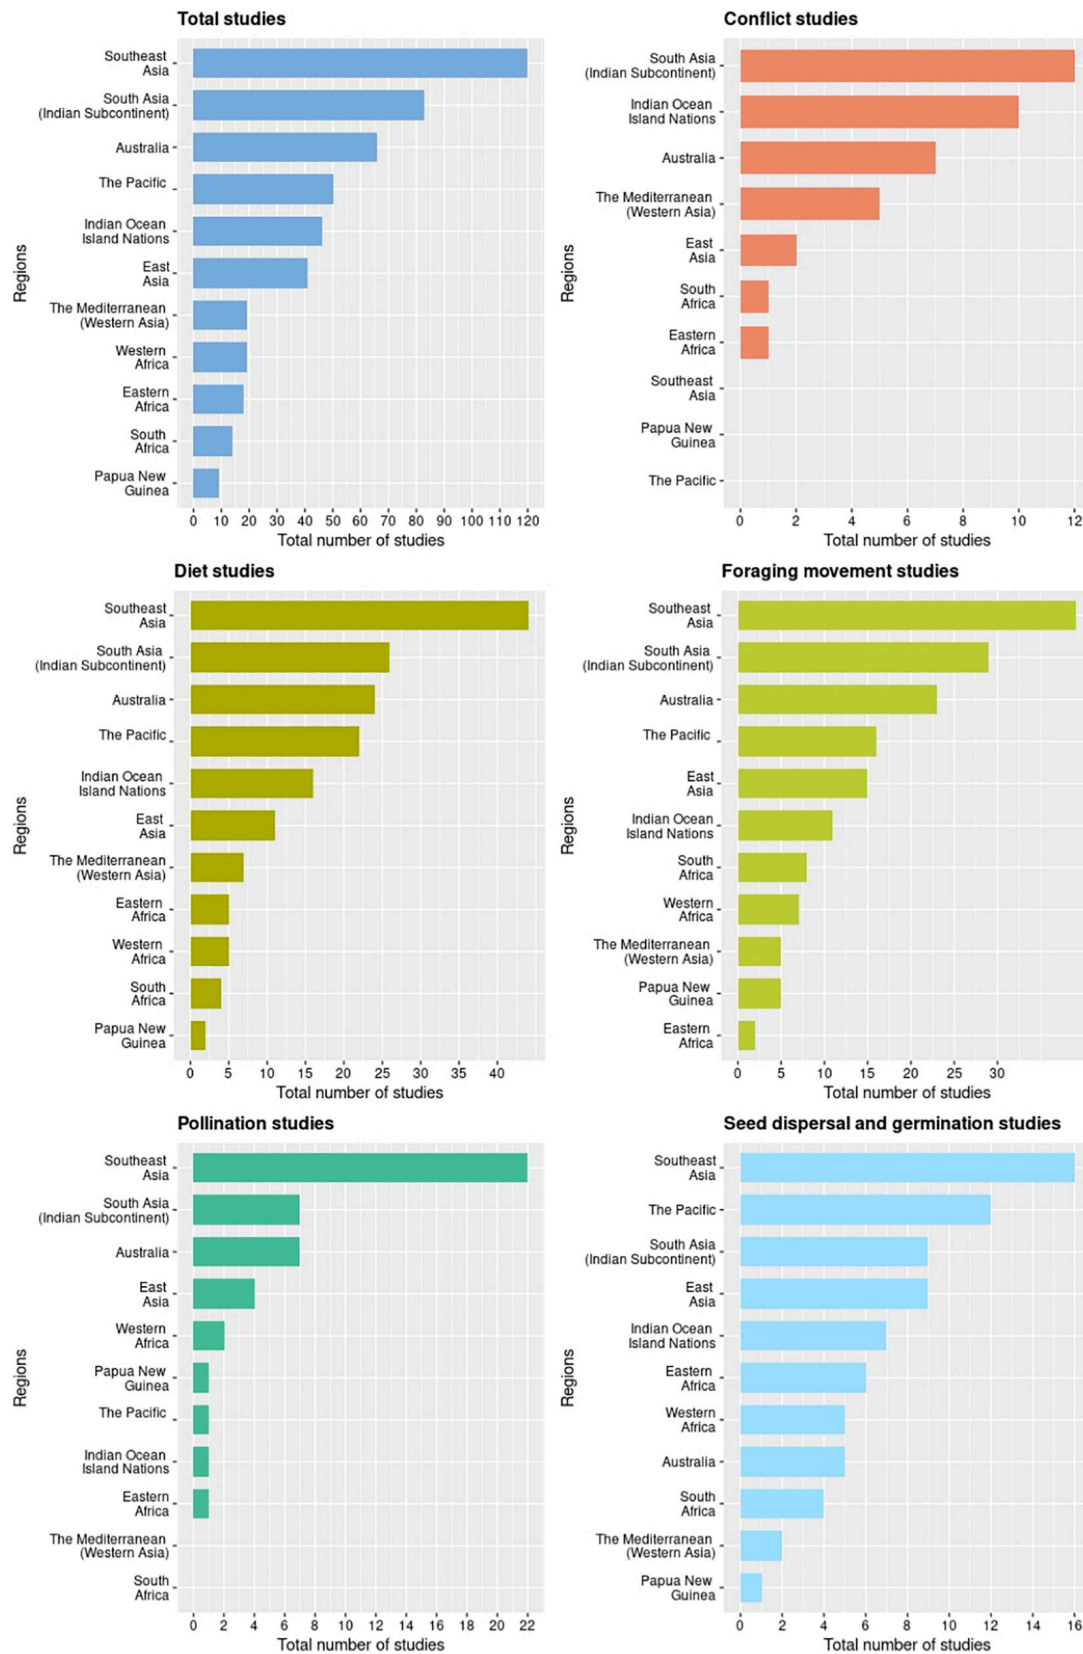 Total studies
Regions
Southeast
Asia
South Asia
(Indian Subcontinent)
Australia
The Pacific
Indian Ocean
Island Nations
East
Asia
The Mediterranean
(Western Asia)
Western
Africa
Eastern
Africa
South
Africa
Papua New
Guinea
0 10 20 30 40 50 60 70 80 90 100 110 120
Total number of studies
Conflict studies
Regions
South Asia
(Indian Subcontinent)
Indian Ocean
Island Nations
Australia
The Mediterranean
(Western Asia)
East
Asia
South
Africa
Eastern
Africa
Southeast
Asia
Papua New
Guinea
The Pacific
0 2 4 6 8 10 12
Total number of studies
Diet studies
Regions
Southeast
Asia
South Asia
(Indian Subcontinent)
Australia
The Pacific
Indian Ocean
Island Nations
East
Asia
The Mediterranean
(Western Asia)
Eastern
Africa
Western
Africa
South
Africa
Papua New
Guinea
0 5 10 15 20 25 30 35 40
Total number of studies
Foraging movement studies
Regions
Southeast
Asia
South Asia
(Indian Subcontinent)
Australia
The Pacific
East
Asia
Indian Ocean
Island Nations
South
Africa
Western
Africa
The Mediterranean
(Western Asia)
Papua New
Guinea
Eastern
Africa
0 5 10 15 20 25 30
Total number of studies
Pollination studies
Regions
Southeast
Asia
South Asia
(Indian Subcontinent)
Australia
East
Asia
Western
Africa
Papua New
Guinea
The Pacific
Indian Ocean
Island Nations
Eastern
Africa
The Mediterranean
(Western Asia)
South
Africa
0 2 4 6 8 10 12 14 16 18 20 22
Total number of studies
Seed dispersal and germination studies
Regions
Southeast
Asia
The Pacific
South Asia
(Indian Subcontinent)
East
Asia
Indian Ocean
Island Nations
Eastern
Africa
Western
Africa
Australia
South
Africa
The Mediterranean
(Western Asia)
Papua New
Guinea
0 2 4 6 8 10 12 14 16
Total number of studies